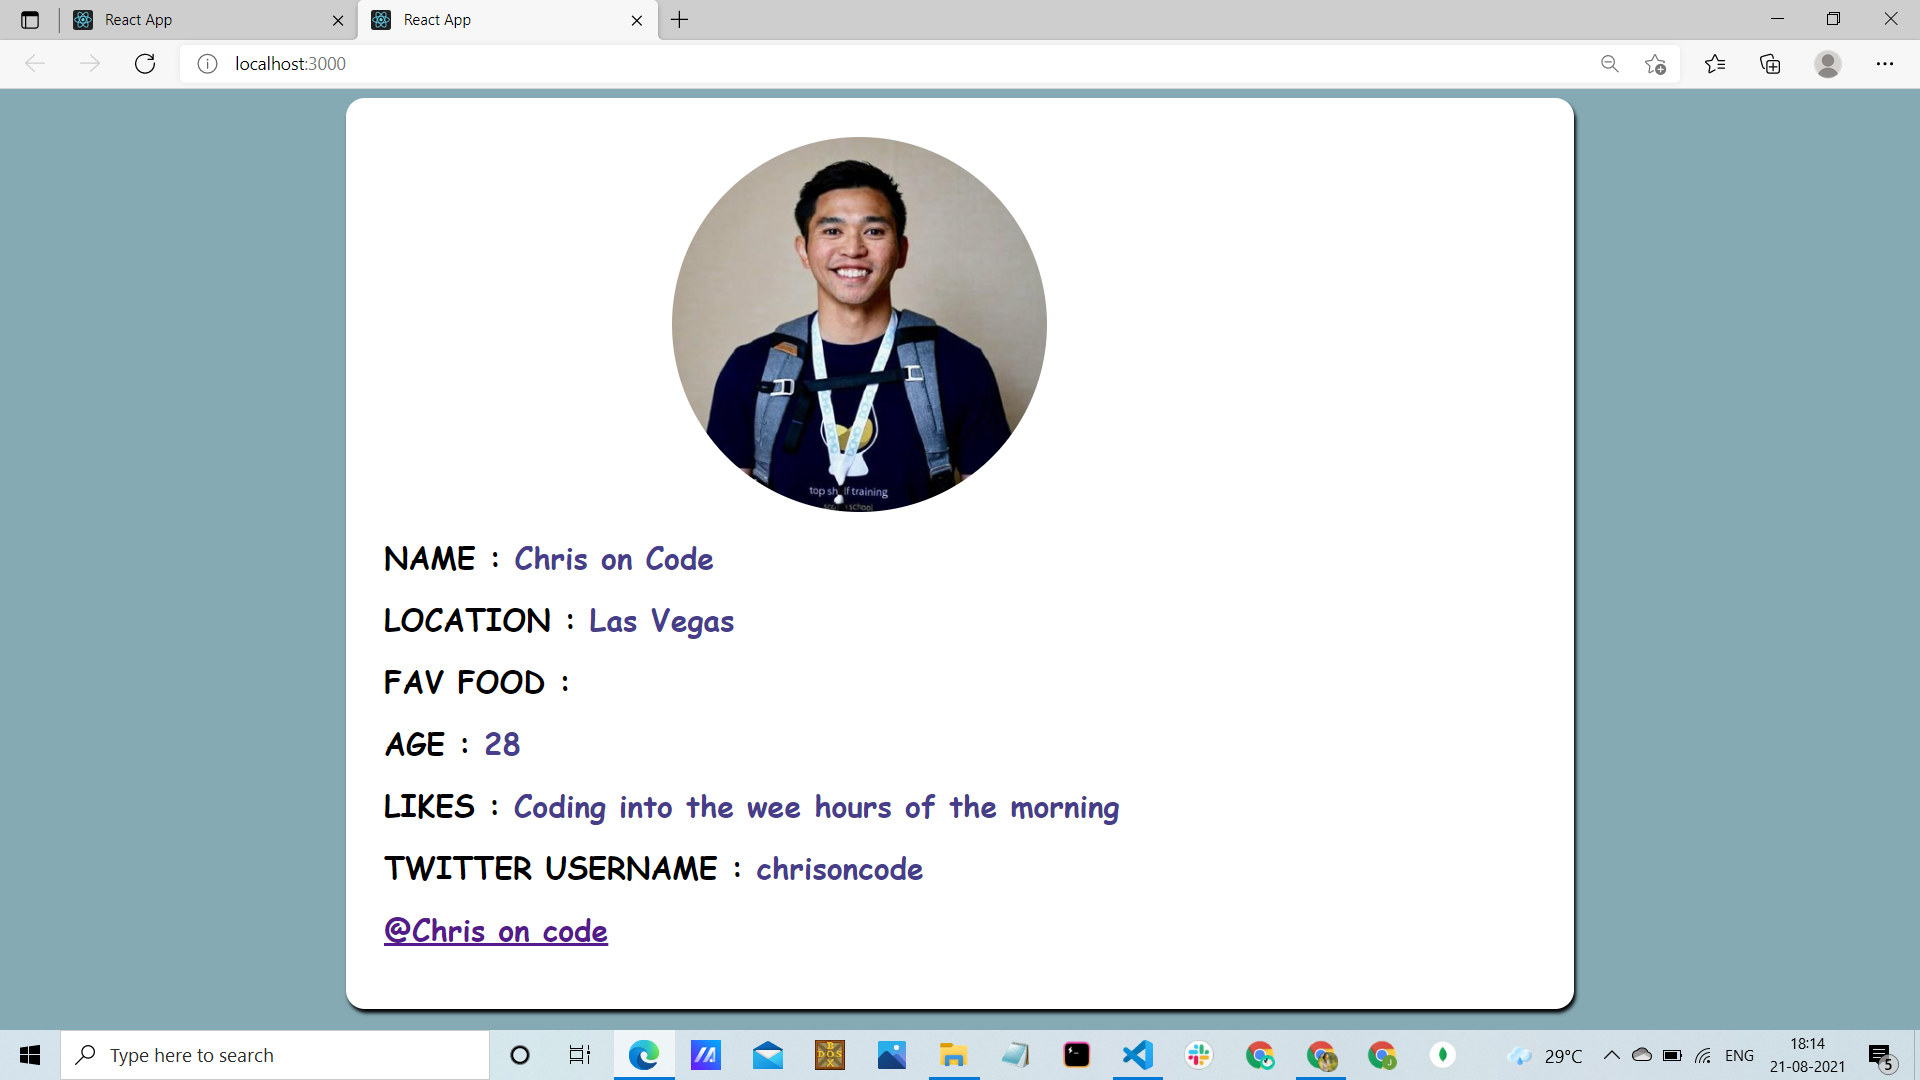 React App
React App
localhost:3000
top shelf training
school
NAME : Chris on Code
LOCATION : Las Vegas
FAV FOOD :
AGE : 28
LIKES : Coding into the wee hours of the morning
TWITTER USERNAME : chrisoncode
@Chris on code
Type here to search
29°C
ENG
18:14
21-08-2021
5